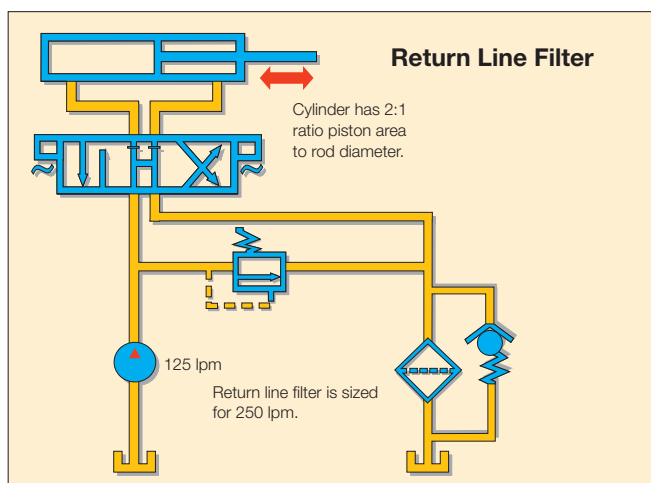 Return Line Filter
Cylinder has 2:1
ratio piston area
to rod diameter.
125 lpm
Return line filter is sized
for 250 lpm.